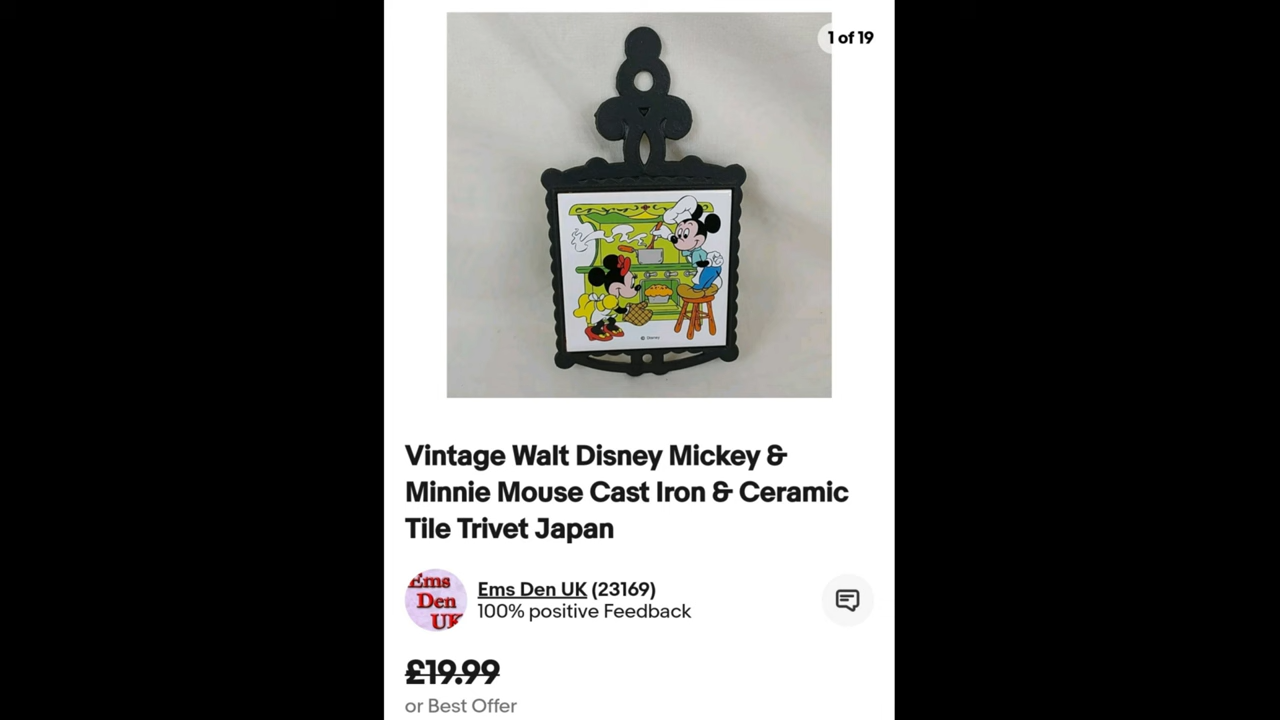 1 of 19
© Disney
Vintage Walt Disney Mickey &
Minnie Mouse Cast Iron & Ceramic
Tile Trivet Japan
Ems
Den
UK
Ems Den UK (23169)
100% positive Feedback
£19.99
or Best Offer